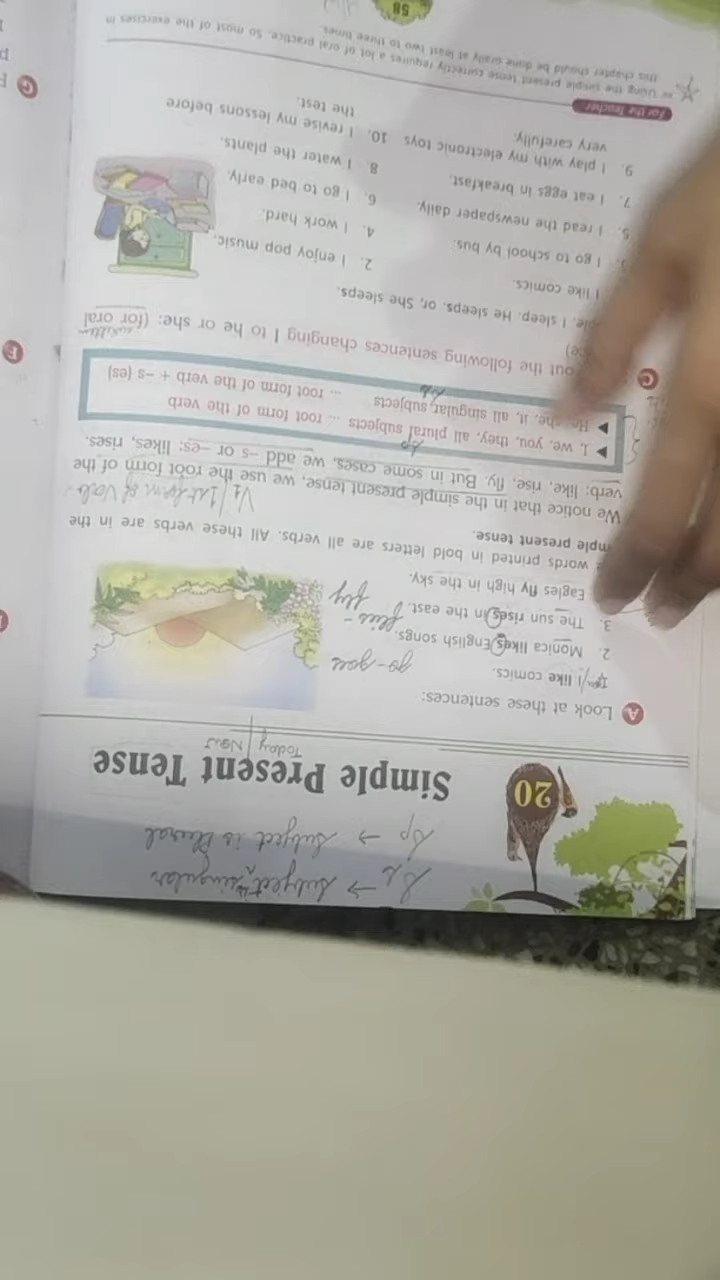 Ss → Subject is singular
Sp → Subject is Plural
20
Simple Present Tense
Today | Now
A Look at these sentences:
I like comics.
go-goes
2. Monica likes English songs.
flies - fly
3. The sun rises in the east.
Eagles fly high in the sky.
words printed in bold letters are all verbs. All these verbs are in the
mple present tense.
V1 / 1st form of Verb
We notice that in the simple present tense, we use the root form of the
verb: like, rise, fly. But in some cases, we add –s or –es: likes, rises.
Sp
▶ I, we, you, they, all plural subjects ... root form of the verb
▶ He, she, it, all singular subjects ... root form of the verb + –s (es)
Ss
C out the following sentences changing I to he or she: (for oral
written
ce)
ple, I sleep. He sleeps. or, She sleeps.
I like comics.
2. I enjoy pop music.
3. I go to school by bus.
4. I work hard.
5. I read the newspaper daily.
6. I go to bed early.
7. I eat eggs in breakfast.
8. I water the plants.
9. I play with my electronic toys very carefully.
10. I revise my lessons before the test.
For the Teacher
Using the simple present tense correctly requires a lot of oral practice. So most of the exercises in
this chapter should be done orally at least two to three times
58
E
G